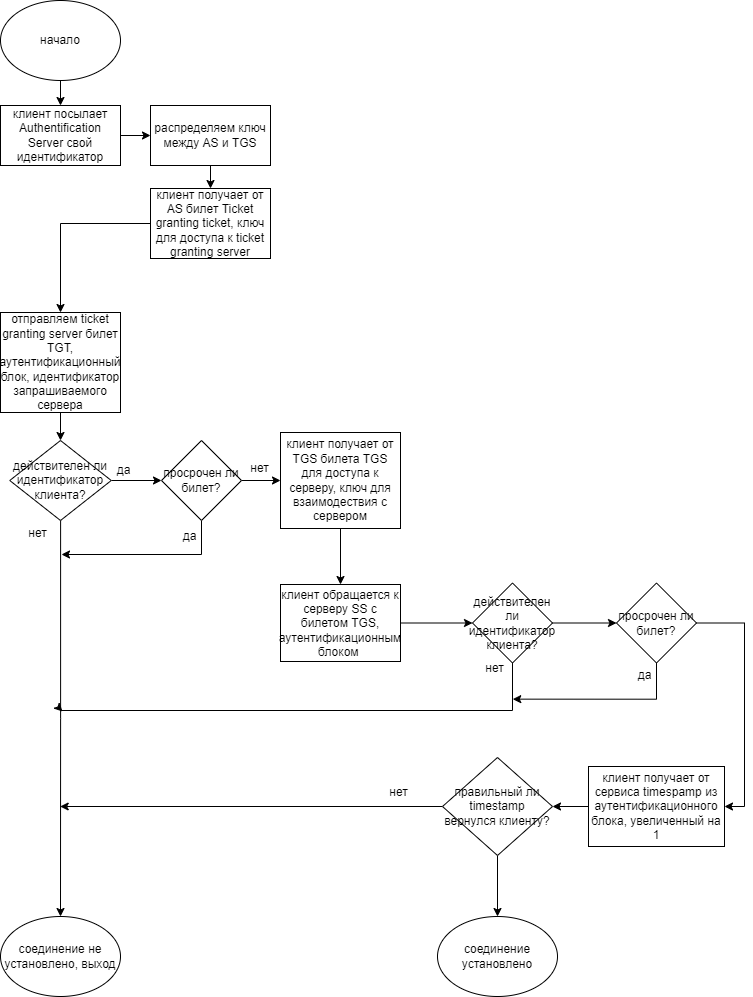 начало
клиент посылает
Authentification
Server свой
идентификатор
распределяем ключ
между AS и TGS
клиент получает от
AS билет Ticket
granting ticket, ключ
для доступа к ticket
granting server
отправляем ticket
granting server билет
TGT,
аутентификационный
блок, идентификатор
запрашиваемого
сервера
действителен ли
идентификатор
клиента?
да
просрочен ли
билет?
нет
клиент получает от
TGS билета TGS
для доступа к
серверу, ключ для
взаимодествия с
сервером
нет
да
клиент обращается к
серверу SS с
билетом TGS,
аутентификационным
блоком
действителен
ли
идентификатор
клиента?
просрочен ли
билет?
нет
да
правильный ли
timestamp
вернулся клиенту?
нет
клиент получает от
сервиса timespamp из
аутентификационного
блока, увеличенный на
1
соединение не
установлено, выход
соединение
установлено